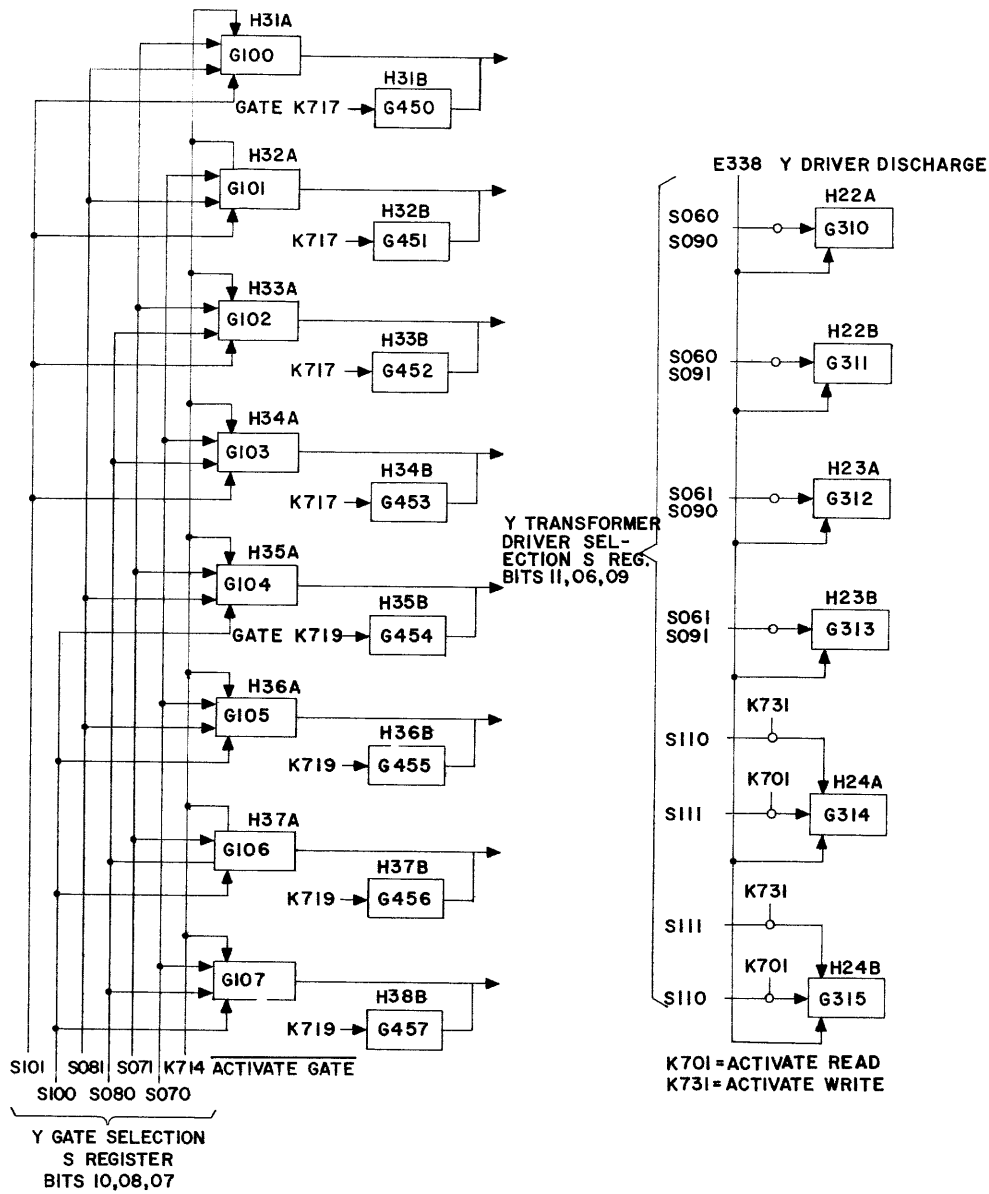 H31A
G100
H31B
GATE K717
G450
H32A
G101
H32B
K717
G451
H33A
G102
H33B
K717
G452
H34A
G103
H34B
K717
G453
H35A
G104
H35B
GATE K719
G454
H36A
G105
H36B
K719
G455
H37A
G106
H37B
K719
G456
G107
H38B
K719
G457
S101 S081 S071 K714 ACTIVATE GATE
S100 S080 S070
Y GATE SELECTION
S REGISTER
BITS 10,08,07
Y TRANSFORMER
DRIVER SEL-
ECTION S REG.
BITS 11,06,09
E338 Y DRIVER DISCHARGE
H22A
S060
S090
G310
H22B
S060
S091
G311
H23A
S061
S090
G312
H23B
S061
S091
G313
K731
S110
K701
H24A
S111
G314
K731
S111
K701
H24B
S110
G315
K701=ACTIVATE READ
K731=ACTIVATE WRITE